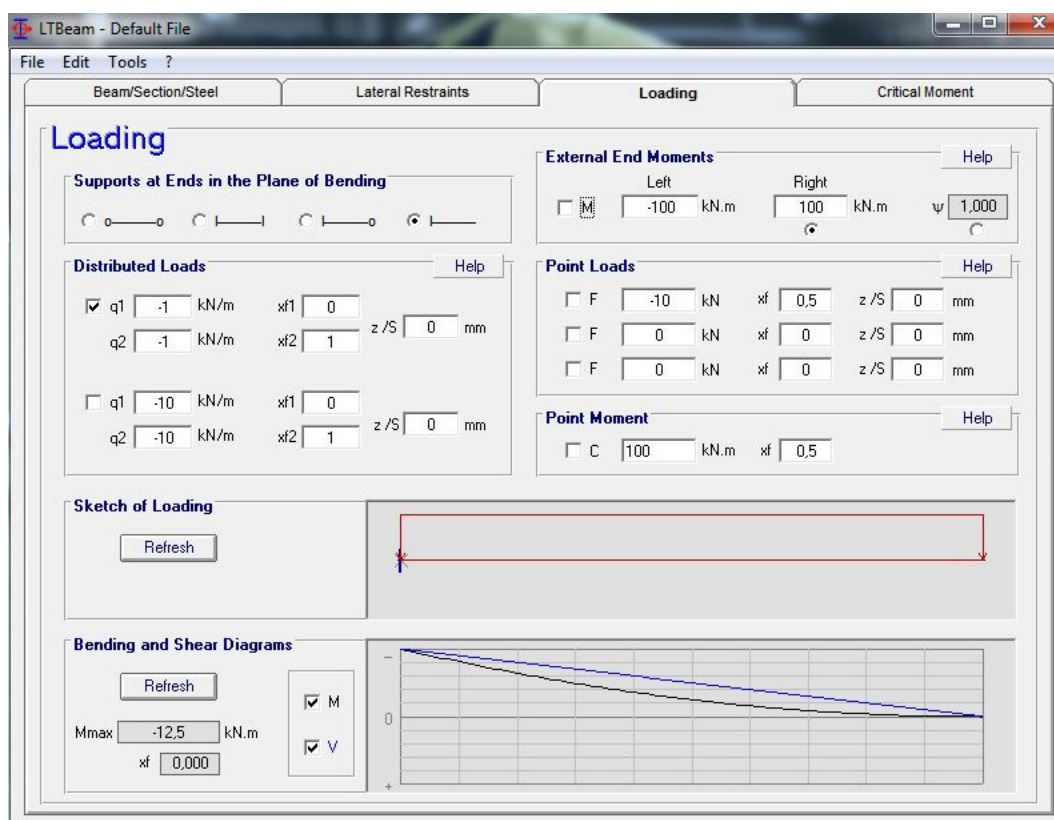 LTBeam - Default File
File Edit Tools ?
Beam/Section/Steel Lateral Restraints Loading Critical Moment
Loading
Supports at Ends in the Plane of Bending
External End Moments Help
Left Right
M -100 kN.m 100 kN.m ψ 1,000
Distributed Loads Help
q1 -1 kN/m xf1 0
q2 -1 kN/m xf2 1
z /S 0 mm
q1 -10 kN/m xf1 0
q2 -10 kN/m xf2 1
z /S 0 mm
Point Loads Help
F -10 kN xf 0,5 z /S 0 mm
F 0 kN xf 0 z /S 0 mm
F 0 kN xf 0 z /S 0 mm
Point Moment Help
C 100 kN.m xf 0,5
Sketch of Loading
Refresh
Bending and Shear Diagrams
Refresh
M
V
Mmax -12,5 kN.m
xf 0,000
−
0
+